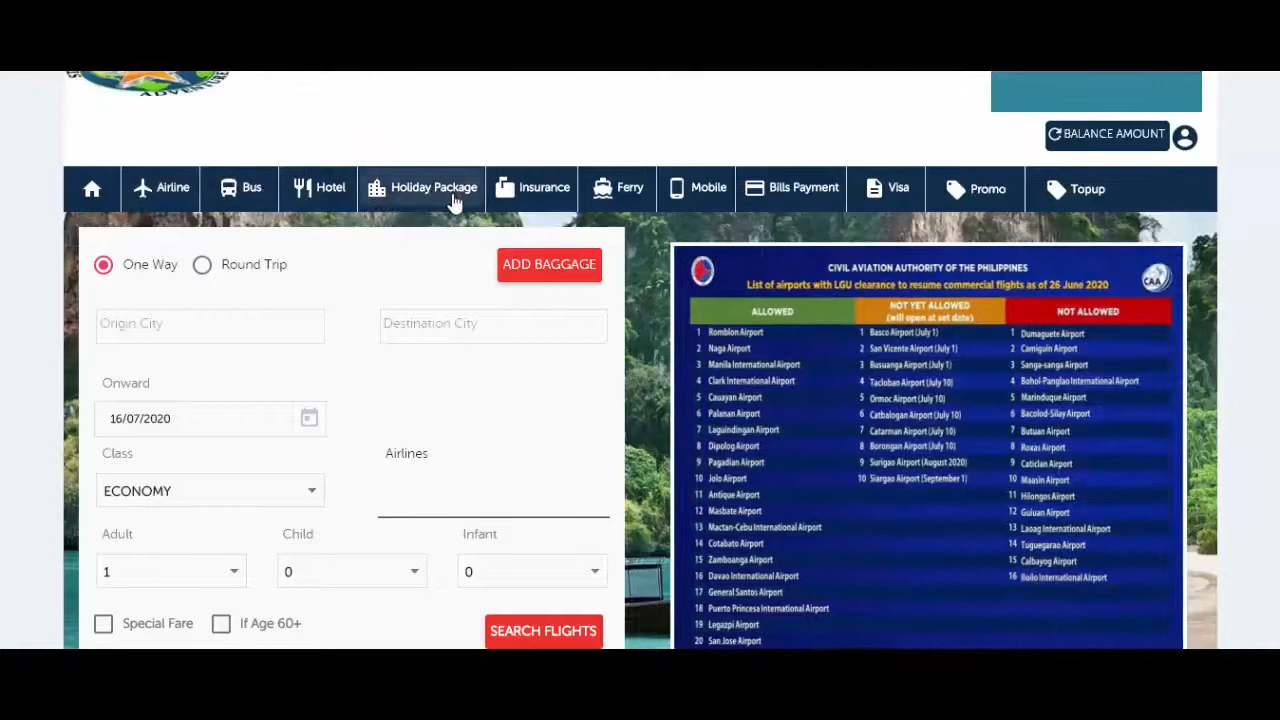 ADVENTURE
BALANCE AMOUNT
Airline
Bus
Hotel
Holiday Package
Insurance
Ferry
Mobile
Bills Payment
Visa
Promo
Topup
One Way
Round Trip
ADD BAGGAGE
Origin City
Destination City
Onward
16/07/2020
Class
Airlines
ECONOMY
Adult
Child
Infant
1
0
0
Special Fare
If Age 60+
SEARCH FLIGHTS
CIVIL AVIATION AUTHORITY OF THE PHILIPPINES
List of airports with LGU clearance to resume commercial flights as of 26 June 2020
CAA
ALLOWED
1 Romblon Airport
2 Naga Airport
3 Manila International Airport
4 Clark International Airport
5 Cauayan Airport
6 Palanan Airport
7 Laguindingan Airport
8 Dipolog Airport
9 Pagadian Airport
10 Jolo Airport
11 Antique Airport
12 Masbate Airport
13 Mactan-Cebu International Airport
14 Cotabato Airport
15 Zamboanga Airport
16 Davao International Airport
17 General Santos Airport
18 Puerto Princesa International Airport
19 Legazpi Airport
20 San Jose Airport
NOT YET ALLOWED
(will open at set date)
1 Basco Airport (July 1)
2 San Vicente Airport (July 1)
3 Busuanga Airport (July 1)
4 Tacloban Airport (July 10)
5 Ormoc Airport (July 10)
6 Catbalogan Airport (July 10)
7 Catarman Airport (July 10)
8 Borongan Airport (July 10)
9 Surigao Airport (August 2020)
10 Siargao Airport (September 1)
NOT ALLOWED
1 Dumaguete Airport
2 Camiguin Airport
3 Sanga-sanga Airport
4 Bohol-Panglao International Airport
5 Marinduque Airport
6 Bacolod-Silay Airport
7 Butuan Airport
8 Roxas Airport
9 Caticlan Airport
10 Maasin Airport
11 Hilongos Airport
12 Guiuan Airport
13 Laoag International Airport
14 Tuguegarao Airport
15 Calbayog Airport
16 Iloilo International Airport